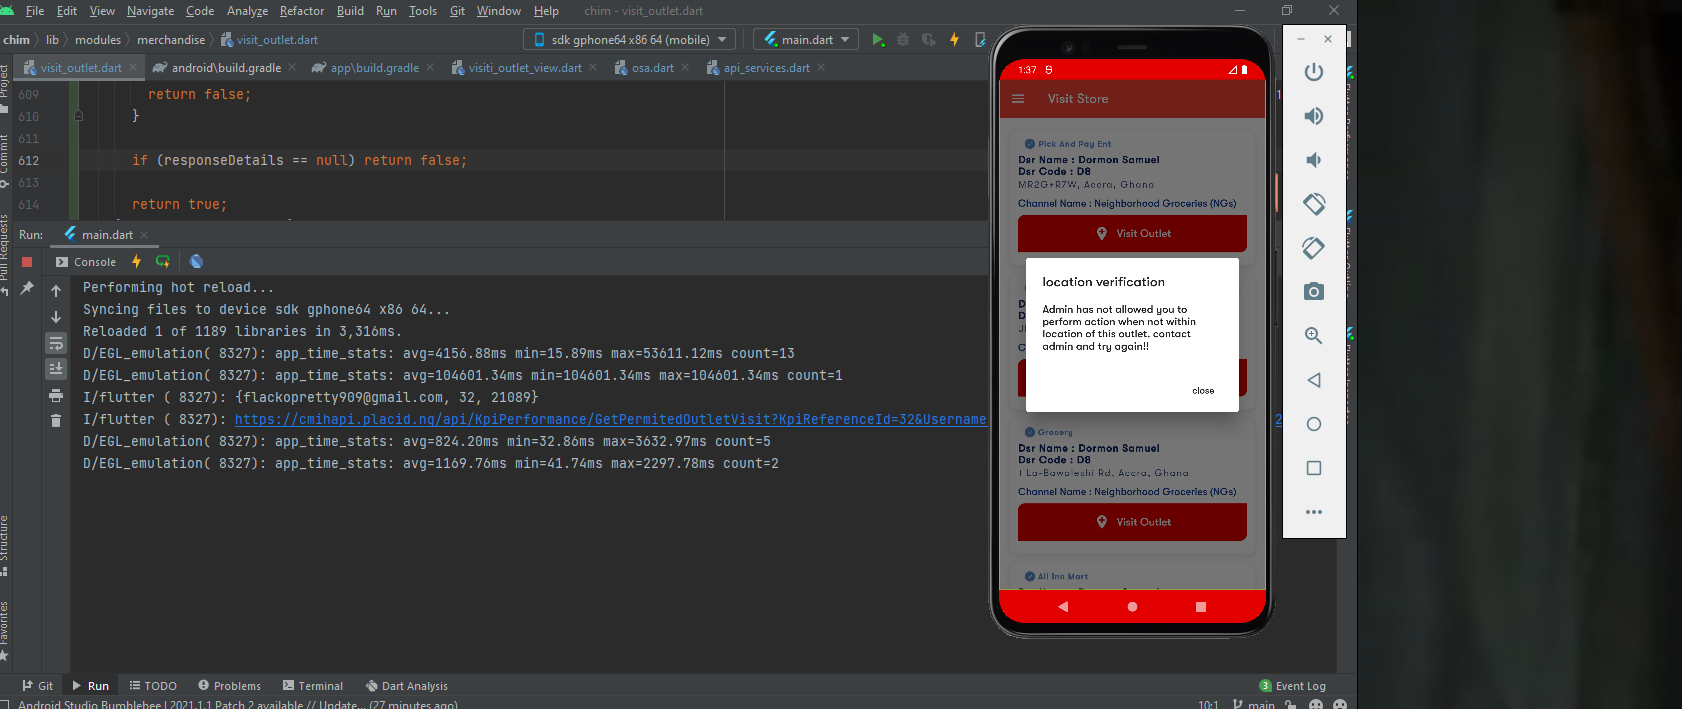 File Edit View Navigate Code Analyze Refactor Build Run Tools Git Window Help chim - visit_outlet.dart
chim lib modules merchandise visit_outlet.dart sdk gphone64 x86 64 (mobile) main.dart
visit_outlet.dart android\build.gradle app\build.gradle visiti_outlet_view.dart osa.dart api_services.dart
609 return false;
610 }
611
612 if (responseDetails == null) return false;
613
614 return true;
Run: main.dart
Console
Performing hot reload...
Syncing files to device sdk gphone64 x86 64...
Reloaded 1 of 1189 libraries in 3,316ms.
D/EGL_emulation( 8327): app_time_stats: avg=4156.88ms min=15.89ms max=53611.12ms count=13
D/EGL_emulation( 8327): app_time_stats: avg=104601.34ms min=104601.34ms max=104601.34ms count=1
I/flutter ( 8327): {flackopretty909@gmail.com, 32, 21089}
I/flutter ( 8327): https://cmihapi.placid.ng/api/KpiPerformance/GetPermitedOutletVisit?KpiReferenceId=32&Username
D/EGL_emulation( 8327): app_time_stats: avg=824.20ms min=32.86ms max=3632.97ms count=5
D/EGL_emulation( 8327): app_time_stats: avg=1169.76ms min=41.74ms max=2297.78ms count=2
Project
Commit
Pull Requests
Structure
Favorites
1:37
Visit Store
Pick And Pay Ent
Dsr Name : Dormon Samuel
Dsr Code : D8
MR2G+R7W, Accra, Ghana
Channel Name : Neighborhood Groceries (NGs)
Visit Outlet
location verification
Admin has not allowed you to
perform action when not within
location of this outlet. contact
admin and try again!!
close
Grocery
Dsr Name : Dormon Samuel
Dsr Code : D8
1 La-Bawaleshi Rd, Accra, Ghana
Channel Name : Neighborhood Groceries (NGs)
Visit Outlet
All Inn Mart
Git Run TODO Problems Terminal Dart Analysis 3 Event Log
Android Studio Bumblebee | 2021.1.1 Patch 2 available // Update... (27 minutes ago) 10:1 main